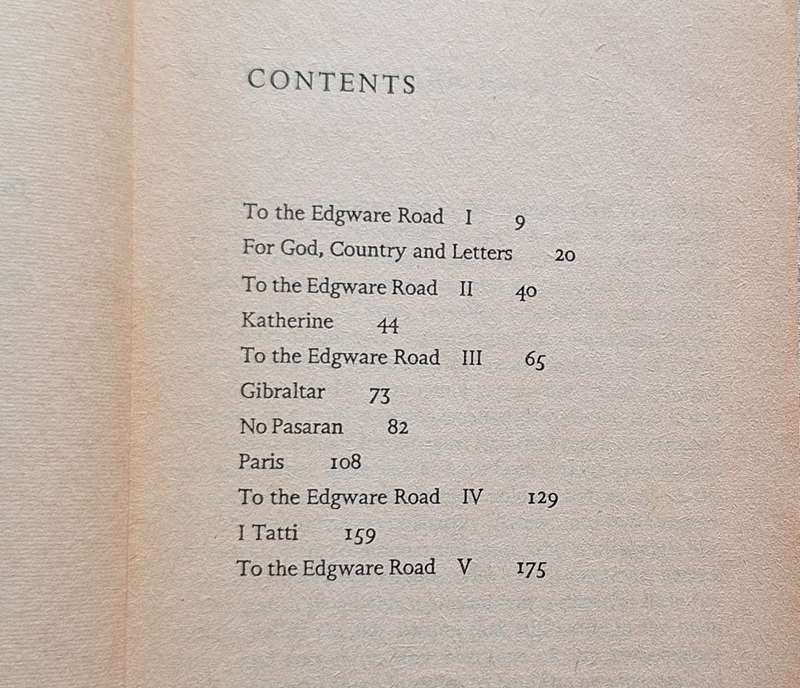 CONTENTS
To the Edgware Road I 9
For God, Country and Letters 20
To the Edgware Road II 40
Katherine 44
To the Edgware Road III 65
Gibraltar 73
No Pasaran 82
Paris 108
To the Edgware Road IV 129
I Tatti 159
To the Edgware Road V 175